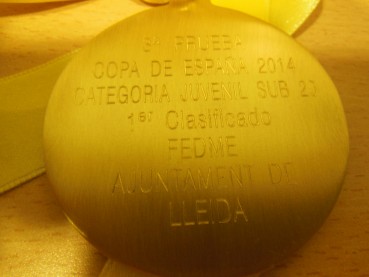 PRUEBA
COPA DE ESPAÑA 2014
CATEGORIA JUVENIL SUB 20
1er Clasificado
FEDME
AJUNTAMENT DE
LLEIDA